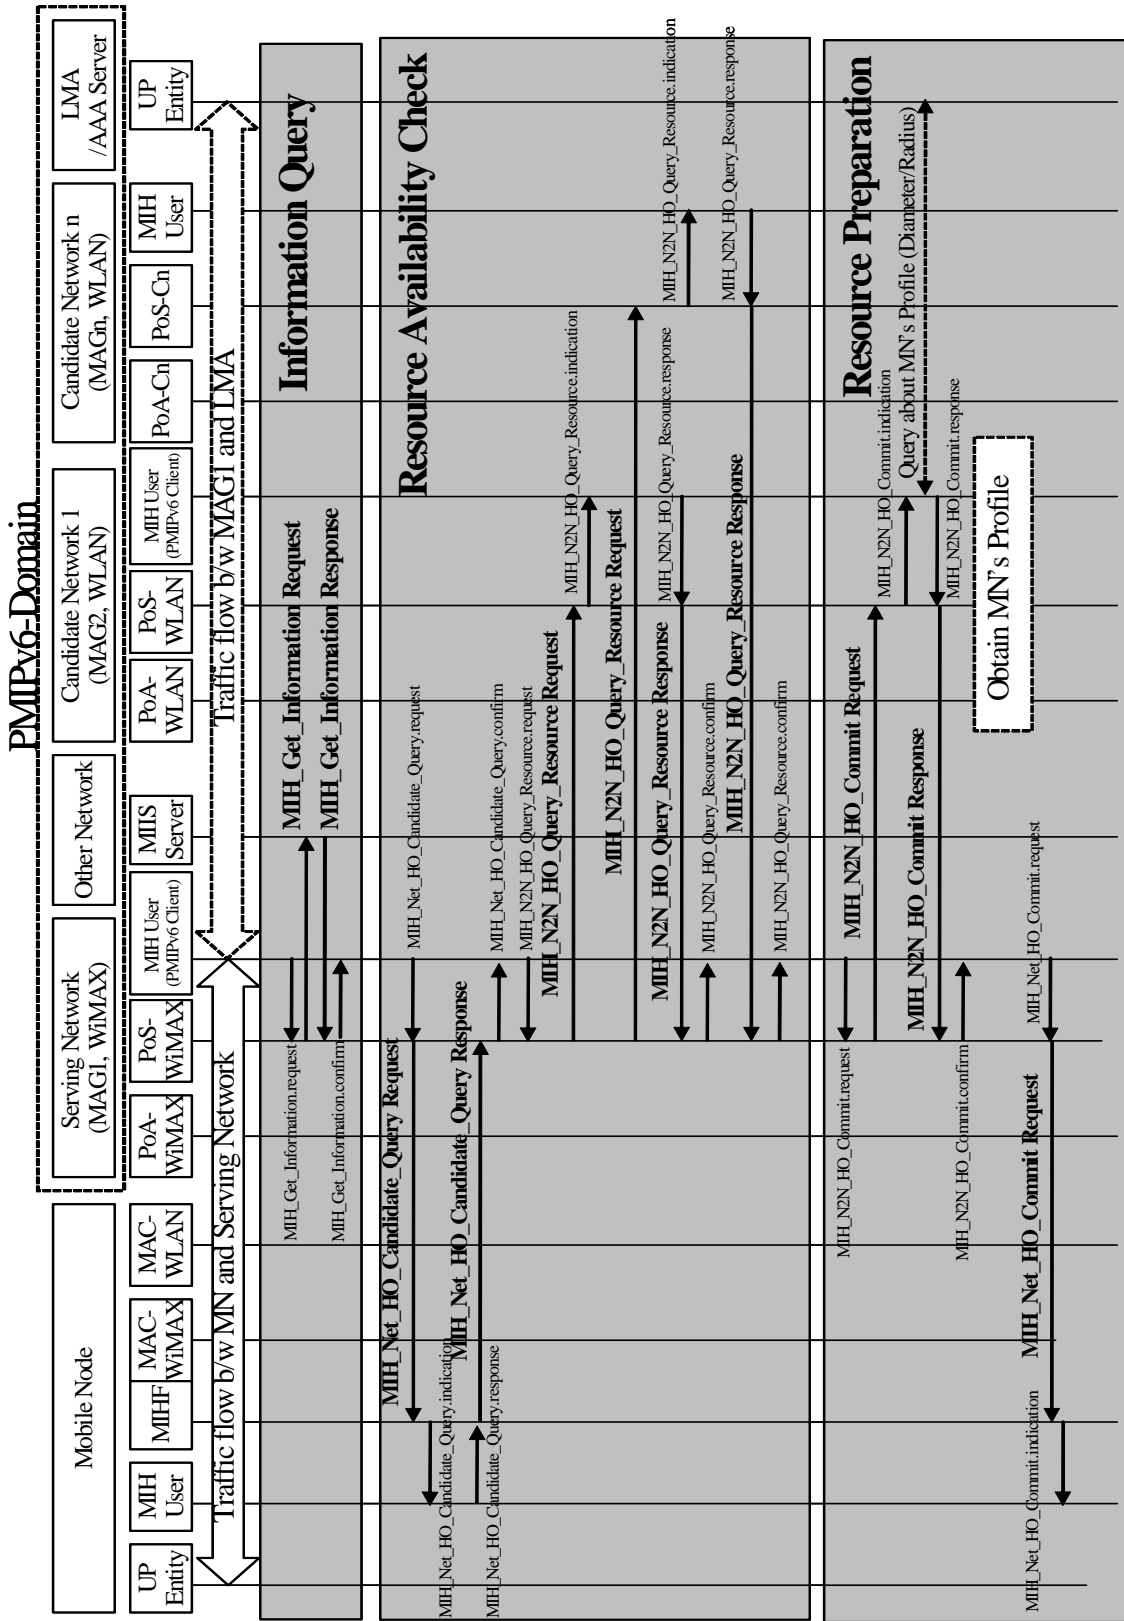 PMIPv6-Domain
Mobile Node
Serving Network
(MAG1, WiMAX)
Other Network
Candidate Network 1
(MAG2, WLAN)
Candidate Network n
(MAGn, WLAN)
LMA
/AAA Server
UP
Entity
MIH
User
MIHF
MAC-
WiMAX
MAC-
WLAN
PoA-
WiMAX
PoS-
WiMAX
MIH User
(PMIPv6 Client)
MIIS
Server
PoA-
WLAN
PoS-
WLAN
MIH User
(PMIPv6 Client)
PoA-Cn
PoS-Cn
MIH
User
UP
Entity
Traffic flow b/w MN and Serving Network
Traffic flow b/w MAG1 and LMA
Information Query
MIH_Get_Information.request
MIH_Get_Information Request
MIH_Get_Information Response
MIH_Get_Information.confirm
Resource Availability Check
MIH_Net_HO_Candidate_Query.request
MIH_Net_HO_Candidate_Query Request
MIH_Net_HO_Candidate_Query.indication
MIH_Net_HO_Candidate_Query.response
MIH_Net_HO_Candidate_Query Response
MIH_Net_HO_Candidate_Query.confirm
MIH_N2N_HO_Query_Resource.request
MIH_N2N_HO_Query_Resource Request
MIH_N2N_HO_Query_Resource.indication
MIH_N2N_HO_Query_Resource Request
MIH_N2N_HO_Query_Resource.indication
MIH_N2N_HO_Query_Resource.response
MIH_N2N_HO_Query_Resource Response
MIH_N2N_HO_Query_Resource.confirm
MIH_N2N_HO_Query_Resource.response
MIH_N2N_HO_Query_Resource Response
MIH_N2N_HO_Query_Resource.confirm
Resource Preparation
MIH_N2N_HO_Commit.request
MIH_N2N_HO_Commit Request
MIH_N2N_HO_Commit.indication
Query about MN's Profile (Diameter/Radius)
MIH_N2N_HO_Commit.response
MIH_N2N_HO_Commit Response
MIH_N2N_HO_Commit.confirm
Obtain MN's Profile
MIH_Net_HO_Commit.request
MIH_Net_HO_Commit Request
MIH_Net_HO_Commit.indication